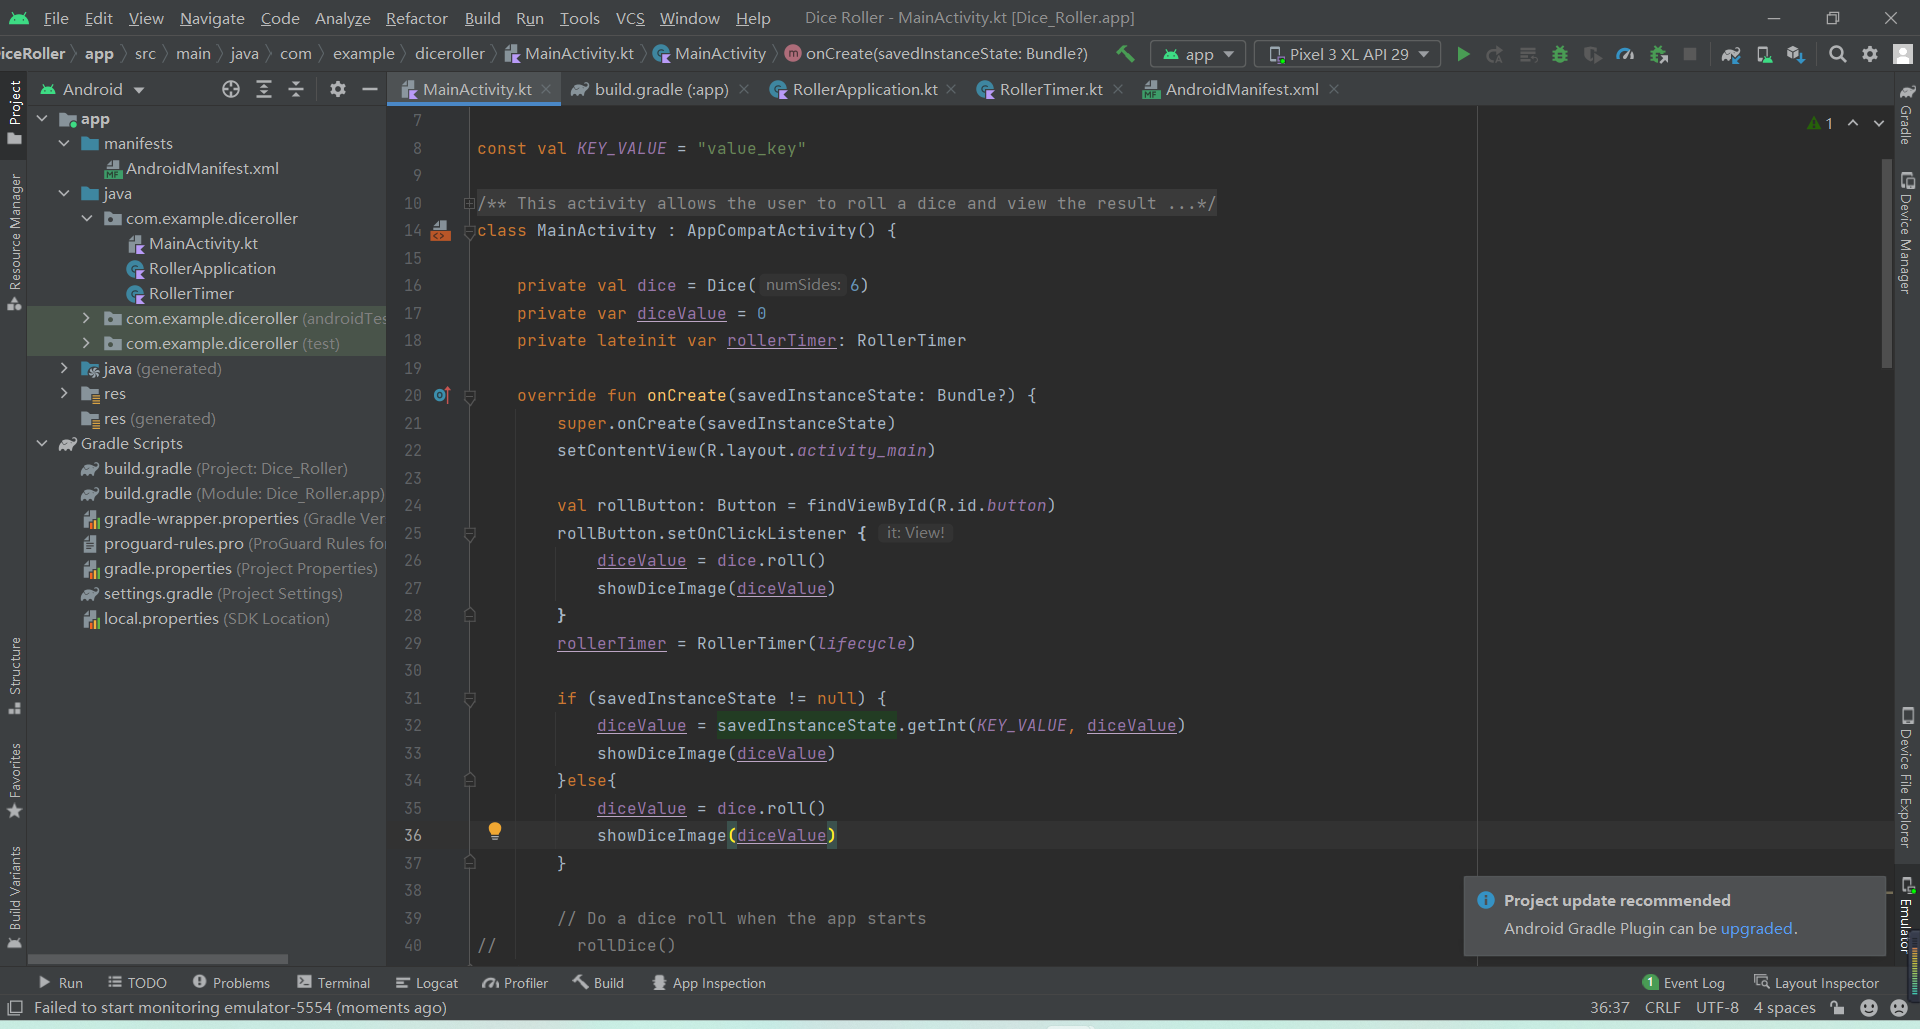 File Edit View Navigate Code Analyze Refactor Build Run Tools VCS Window Help Dice Roller - MainActivity.kt [Dice_Roller.app]
iceRoller app src main java com example diceroller MainActivity.kt MainActivity onCreate(savedInstanceState: Bundle?) app Pixel 3 XL API 29
Android
MainActivity.kt build.gradle (:app) RollerApplication.kt RollerTimer.kt AndroidManifest.xml
Project
Resource Manager
Structure
Favorites
Build Variants
app
manifests
AndroidManifest.xml
java
com.example.diceroller
MainActivity.kt
RollerApplication
RollerTimer
com.example.diceroller (androidTes
com.example.diceroller (test)
java (generated)
res
res (generated)
Gradle Scripts
build.gradle (Project: Dice_Roller)
build.gradle (Module: Dice_Roller.app)
gradle-wrapper.properties (Gradle Ver
proguard-rules.pro (ProGuard Rules fo
gradle.properties (Project Properties)
settings.gradle (Project Settings)
local.properties (SDK Location)
1
7
8 const val KEY_VALUE = "value_key"
9
10 /** This activity allows the user to roll a dice and view the result ...*/
14 class MainActivity : AppCompatActivity() {
15
16 private val dice = Dice( numSides: 6)
17 private var diceValue = 0
18 private lateinit var rollerTimer: RollerTimer
19
20 override fun onCreate(savedInstanceState: Bundle?) {
21 super.onCreate(savedInstanceState)
22 setContentView(R.layout.activity_main)
23
24 val rollButton: Button = findViewById(R.id.button)
25 rollButton.setOnClickListener { it: View!
26 diceValue = dice.roll()
27 showDiceImage(diceValue)
28 }
29 rollerTimer = RollerTimer(lifecycle)
30
31 if (savedInstanceState != null) {
32 diceValue = savedInstanceState.getInt(KEY_VALUE, diceValue)
33 showDiceImage(diceValue)
34 }else{
35 diceValue = dice.roll()
36 showDiceImage(diceValue)
37 }
38
39 // Do a dice roll when the app starts
40 // rollDice()
Gradle
Device Manager
Device File Explorer
Emulator
Project update recommended
Android Gradle Plugin can be upgraded.
Run TODO Problems Terminal Logcat Profiler Build App Inspection 1 Event Log Layout Inspector
Failed to start monitoring emulator-5554 (moments ago) 36:37 CRLF UTF-8 4 spaces